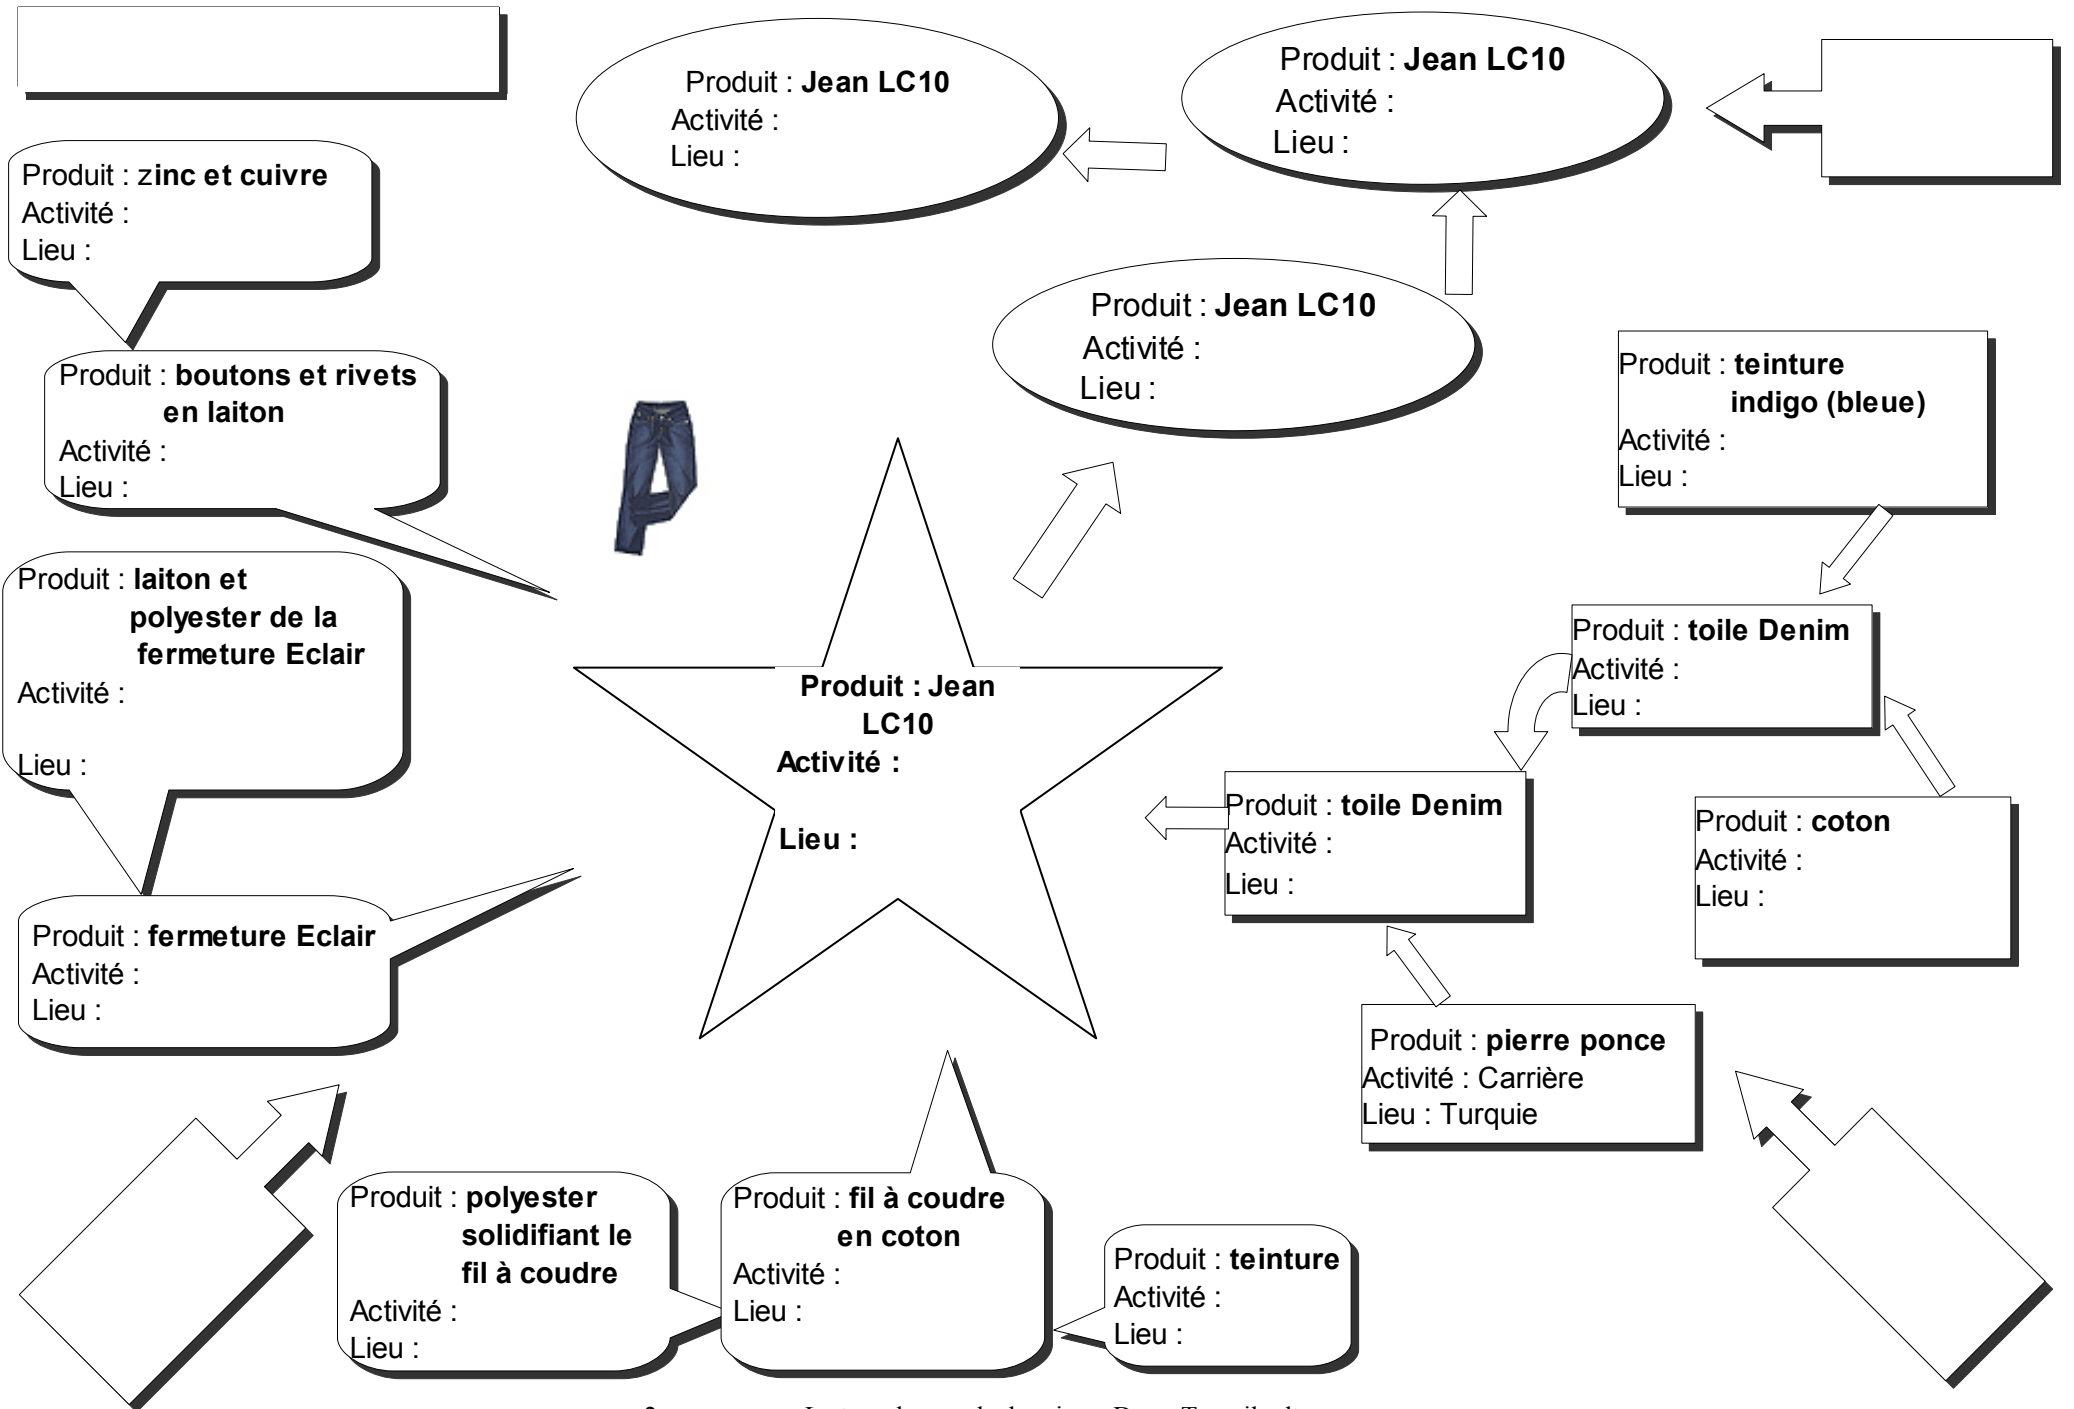 Produit : Jean LC10
Activité :
Lieu :
Produit : Jean LC10
Activité :
Lieu :
Produit : zinc et cuivre
Activité :
Lieu :
Produit : Jean LC10
Activité :
Lieu :
Produit : boutons et rivets
en laiton
Activité :
Lieu :
Produit : teinture
indigo (bleue)
Activité :
Lieu :
Produit : laiton et
polyester de la
fermeture Eclair
Activité :
Lieu :
Produit : Jean
LC10
Activité :
Lieu :
Produit : toile Denim
Activité :
Lieu :
Produit : toile Denim
Activité :
Lieu :
Produit : coton
Activité :
Lieu :
Produit : fermeture Eclair
Activité :
Lieu :
Produit : pierre ponce
Activité : Carrière
Lieu : Turquie
Produit : polyester
solidifiant le
fil à coudre
Activité :
Lieu :
Produit : fil à coudre
en coton
Activité :
Lieu :
Produit : teinture
Activité :
Lieu :